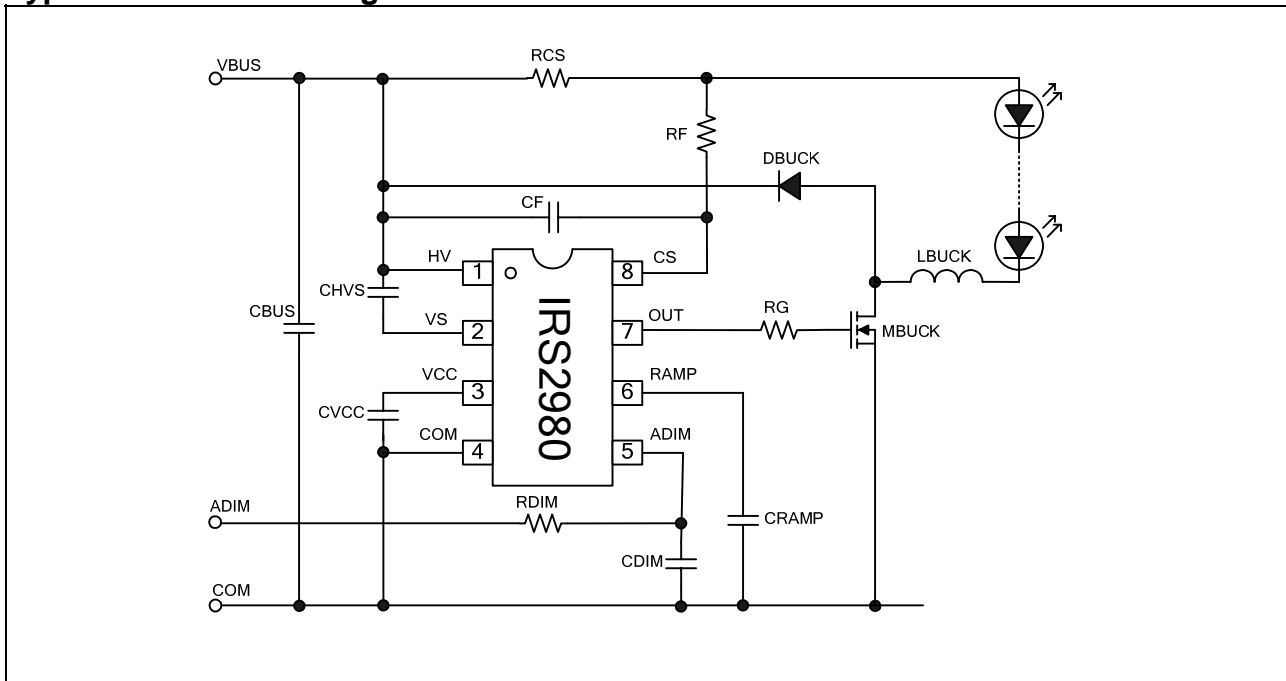 VBUS
RCS
RF
DBUCK
CF
HV
1
8
CS
LBUCK
CHVS
CBUS
VS
2
IRS2980
7
OUT
RG
MBUCK
VCC
3
6
RAMP
CVCC
COM
4
5
ADIM
ADIM
RDIM
CRAMP
CDIM
COM